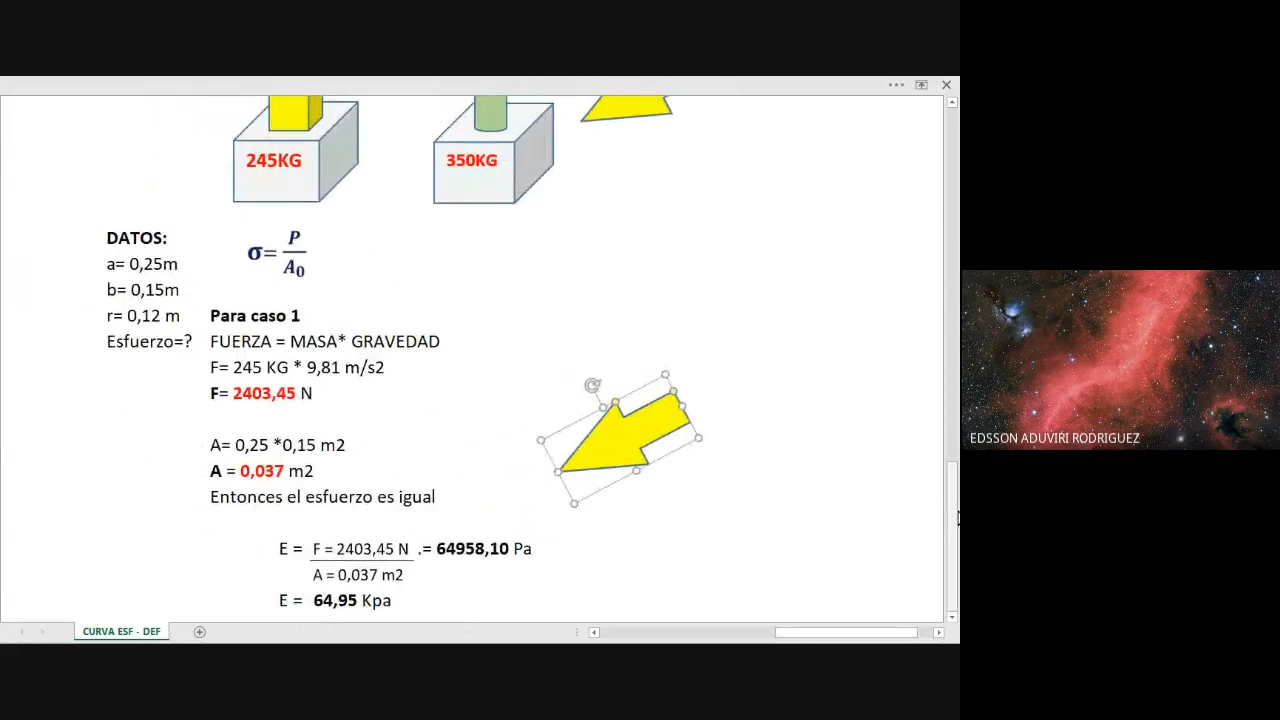 245KG
350KG
DATOS:
σ= P
A0
a= 0,25m
b= 0,15m
r= 0,12 m
Para caso 1
Esfuerzo=?
FUERZA = MASA* GRAVEDAD
F= 245 KG * 9,81 m/s2
F= 2403,45 N
A= 0,25 *0,15 m2
A = 0,037 m2
Entonces el esfuerzo es igual
E = F = 2403,45 N .= 64958,10 Pa
A = 0,037 m2
E = 64,95 Kpa
CURVA ESF - DEF
EDSSON ADUVIRI RODRIGUEZ